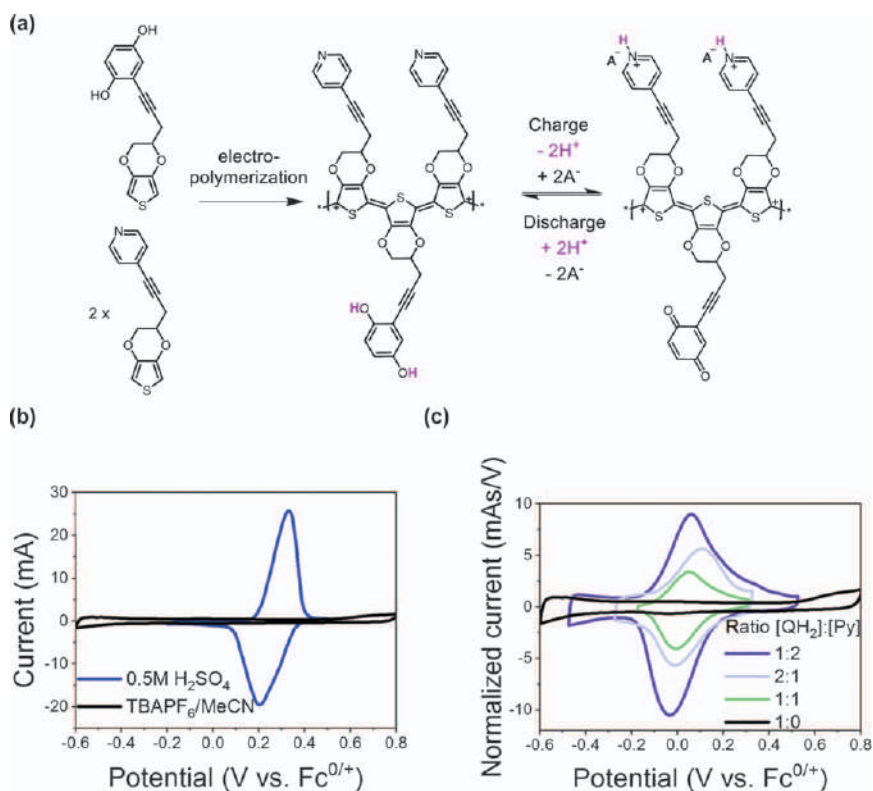 (a)
OH
HO
O
O
S
N
2 x
O
O
S
electro-
polymerization
N
N
O
O
O
O
S
S
S
O
O
HO
OH
Charge
- 2H⁺
+ 2A⁻
Discharge
+ 2H⁺
- 2A⁻
H
A⁻ N
+
H
A⁻ N
+
O
O
O
O
S
S
S
O
O
O
O
(b)
30
20
10
0
-10
-20
Current (mA)
0.5M H₂SO₄
TBAPF₆/MeCN
-0.6 -0.4 -0.2 0.0 0.2 0.4 0.6 0.8
Potential (V vs. Fc⁰/⁺)
(c)
10
5
0
-5
-10
Normalized current (mAs/V)
Ratio [QH₂]:[Py]
1:2
2:1
1:1
1:0
-0.6 -0.4 -0.2 0.0 0.2 0.4 0.6 0.8
Potential (V vs. Fc⁰/⁺)